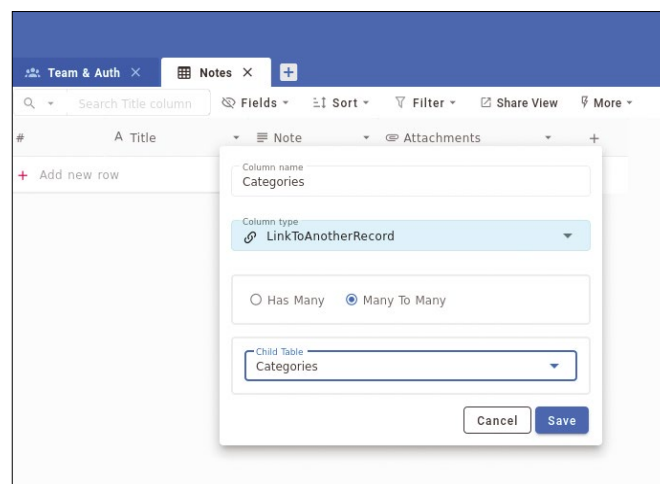 Team & Auth
Notes
Search Title column
Fields
Sort
Filter
Share View
More
#
Title
Note
Attachments
+
+ Add new row
Column name
Categories
Column type
LinkToAnotherRecord
Has Many
Many To Many
Child Table
Categories
Cancel
Save